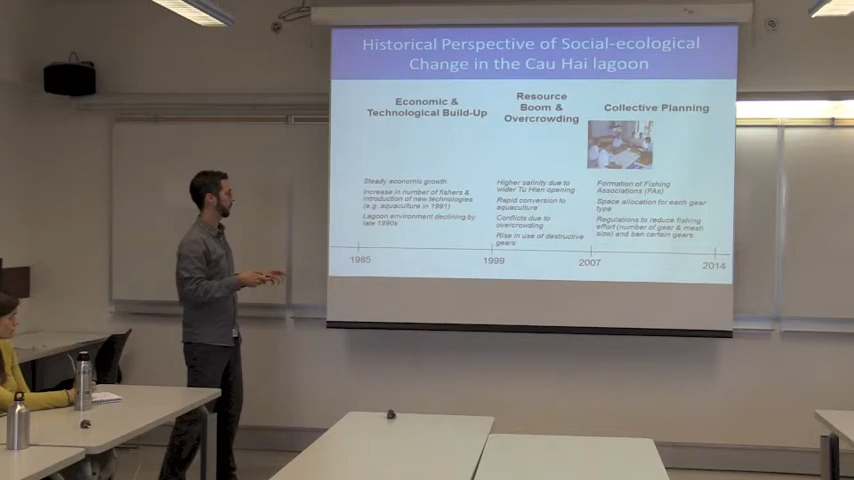 Historical Perspective of Social-ecological
Change in the Cau Hai lagoon
Economic &
Technological Build-Up
Resource
Boom &
Overcrowding
Collective Planning
Steady economic growth
Increase in number of fishers &
introduction of new technologies
(e.g. aquaculture in 1991)
Lagoon environment declining by
late 1990s
Higher salinity due to
wider Tu Hien opening
Rapid conversion to
aquaculture
Conflicts due to
overcrowding
Rise in use of destructive
gears
Formation of Fishing
Associations (FAs)
Space allocation for each gear
type
Regulations to reduce fishing
effort (number of gear & mesh
size) and ban certain gears
1985
1999
2007
2014